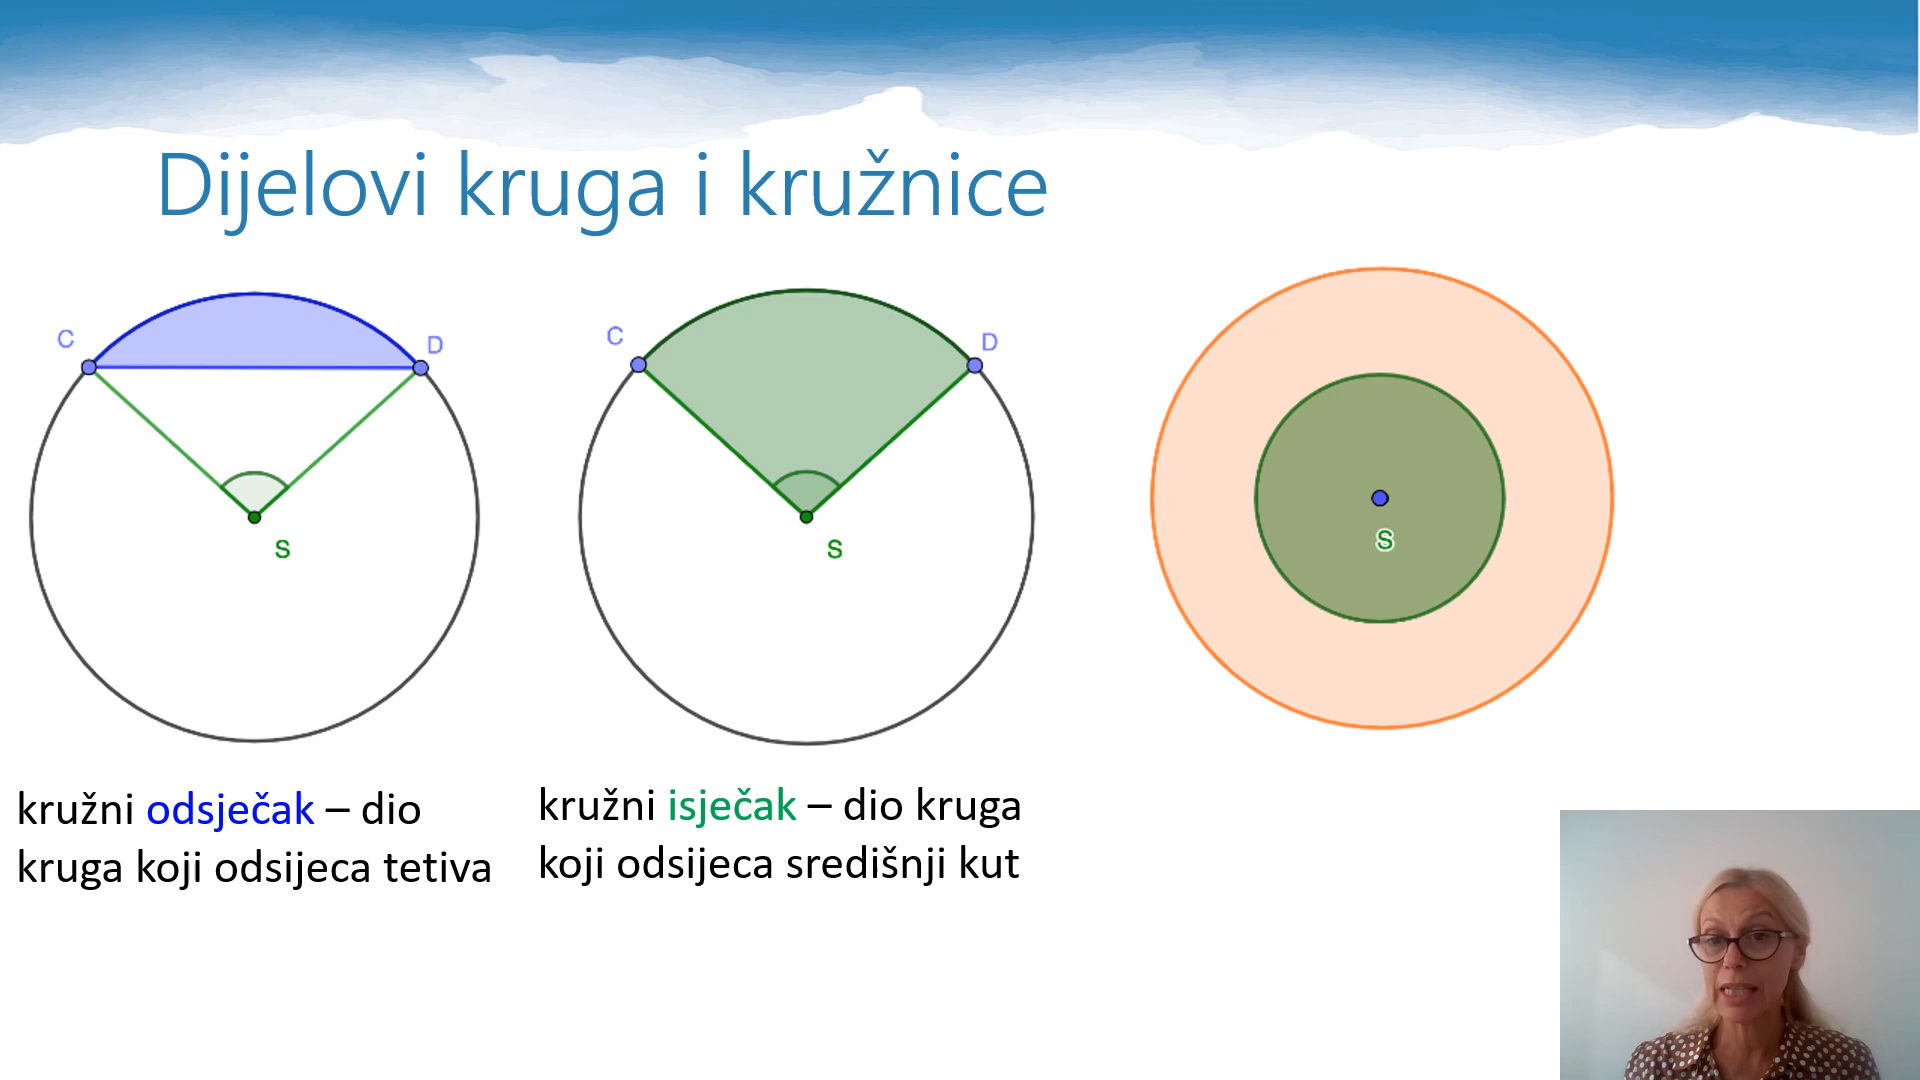 Dijelovi kruga i kružnice
C
D
S
C
D
S
S
kružni odsječak – dio
kruga koji odsijeca tetiva
kružni isječak – dio kruga
koji odsijeca središnji kut